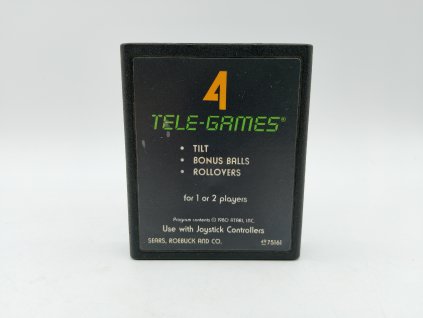 4
TELE-GAMES®
• TILT
• BONUS BALLS
• ROLLOVERS
for 1 or 2 players
Program contents © 1980 ATARI, INC.
Use with Joystick Controllers
SEARS, ROEBUCK AND CO.
75161